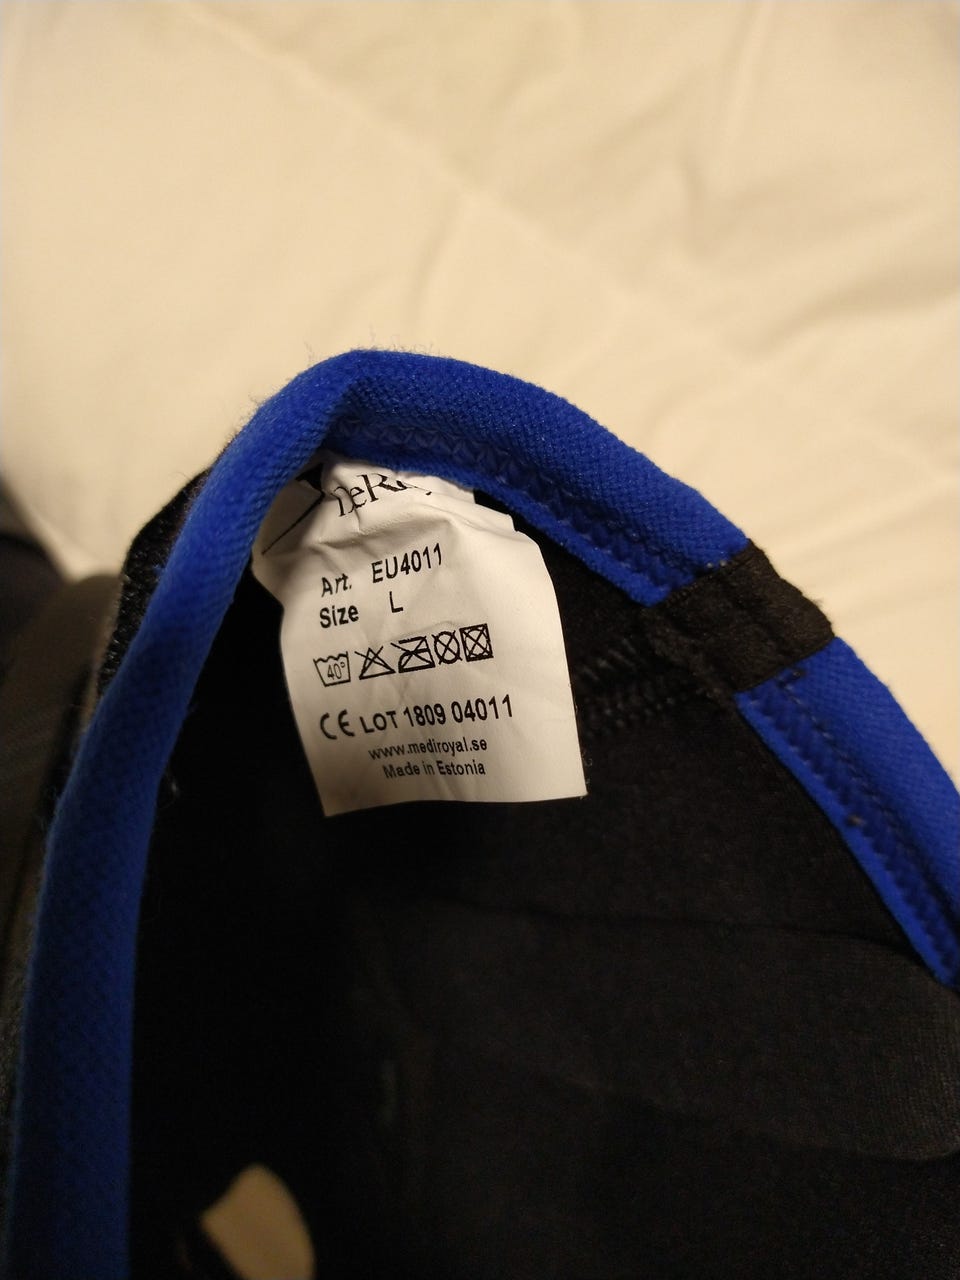 Art. EU4011
Size L
40°
CE LOT 1809 04011
www.mediroyal.se
Made in Estonia